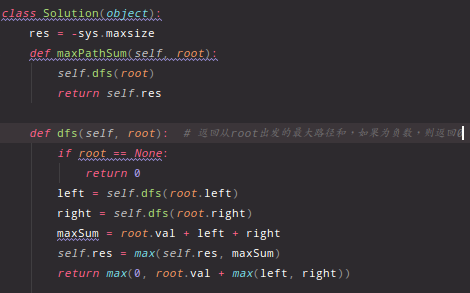 class Solution(object):
    res = -sys.maxsize
    def maxPathSum(self, root):
        self.dfs(root)
        return self.res
    def dfs(self, root):  # 返回从root出发的最大路径和，如果为负数，则返回0
        if root == None:
            return 0
        left = self.dfs(root.left)
        right = self.dfs(root.right)
        maxSum = root.val + left + right
        self.res = max(self.res, maxSum)
        return max(0, root.val + max(left, right))